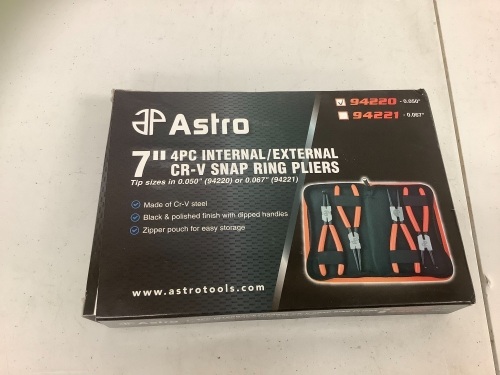 94220 - 0.050"
94221 - 0.067"
Astro
7" 4PC INTERNAL/EXTERNAL
CR-V SNAP RING PLIERS
Tip sizes in 0.050" (94220) or 0.067" (94221)
Made of Cr-V steel
Black & polished finish with dipped handles
Zipper pouch for easy storage
www.astrotools.com
Astro